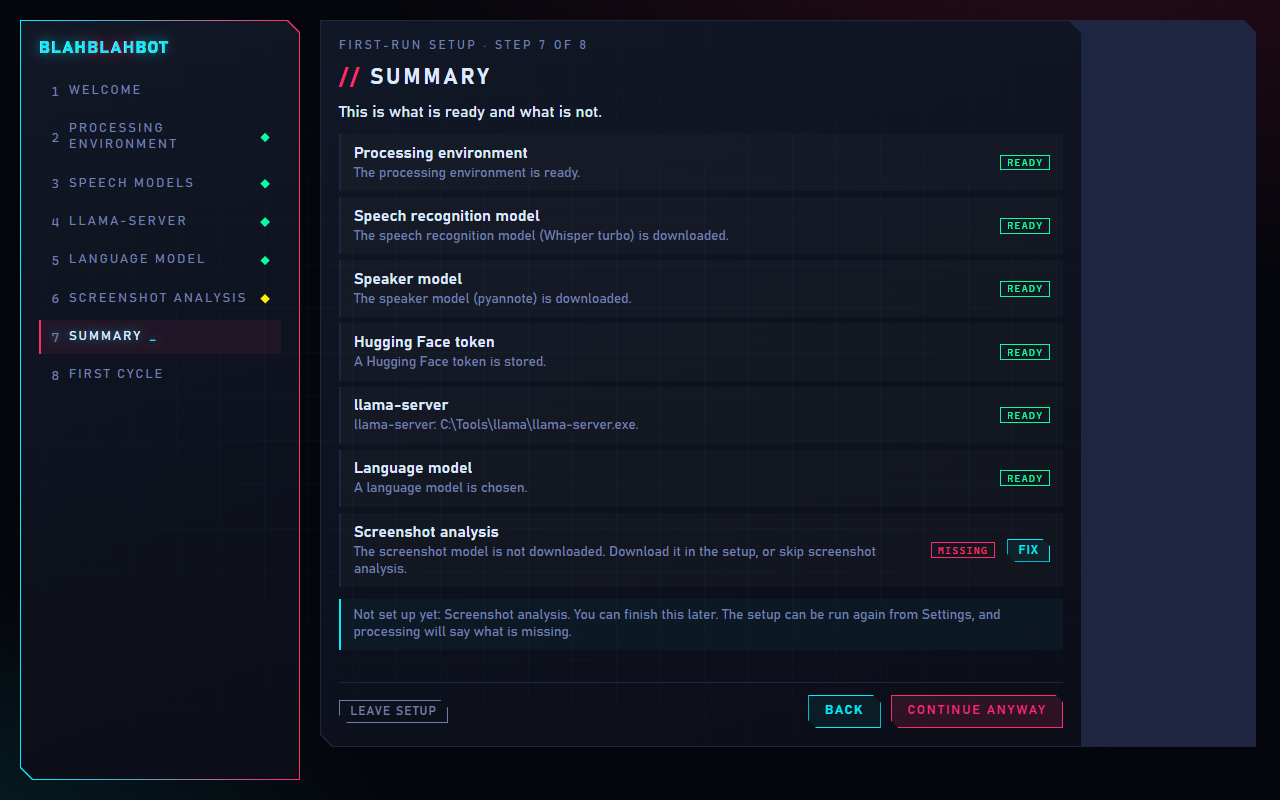 BLAHBLAHBOT
1 WELCOME
2 PROCESSING
ENVIRONMENT
3 SPEECH MODELS
4 LLAMA-SERVER
5 LANGUAGE MODEL
6 SCREENSHOT ANALYSIS
7 SUMMARY _
8 FIRST CYCLE
FIRST-RUN SETUP · STEP 7 OF 8
// SUMMARY
This is what is ready and what is not.
Processing environment
The processing environment is ready.
READY
Speech recognition model
The speech recognition model (Whisper turbo) is downloaded.
READY
Speaker model
The speaker model (pyannote) is downloaded.
READY
Hugging Face token
A Hugging Face token is stored.
READY
llama-server
llama-server: C:\Tools\llama\llama-server.exe.
READY
Language model
A language model is chosen.
READY
Screenshot analysis
The screenshot model is not downloaded. Download it in the setup, or skip screenshot
analysis.
MISSING
FIX
Not set up yet: Screenshot analysis. You can finish this later. The setup can be run again from Settings, and
processing will say what is missing.
LEAVE SETUP
BACK
CONTINUE ANYWAY